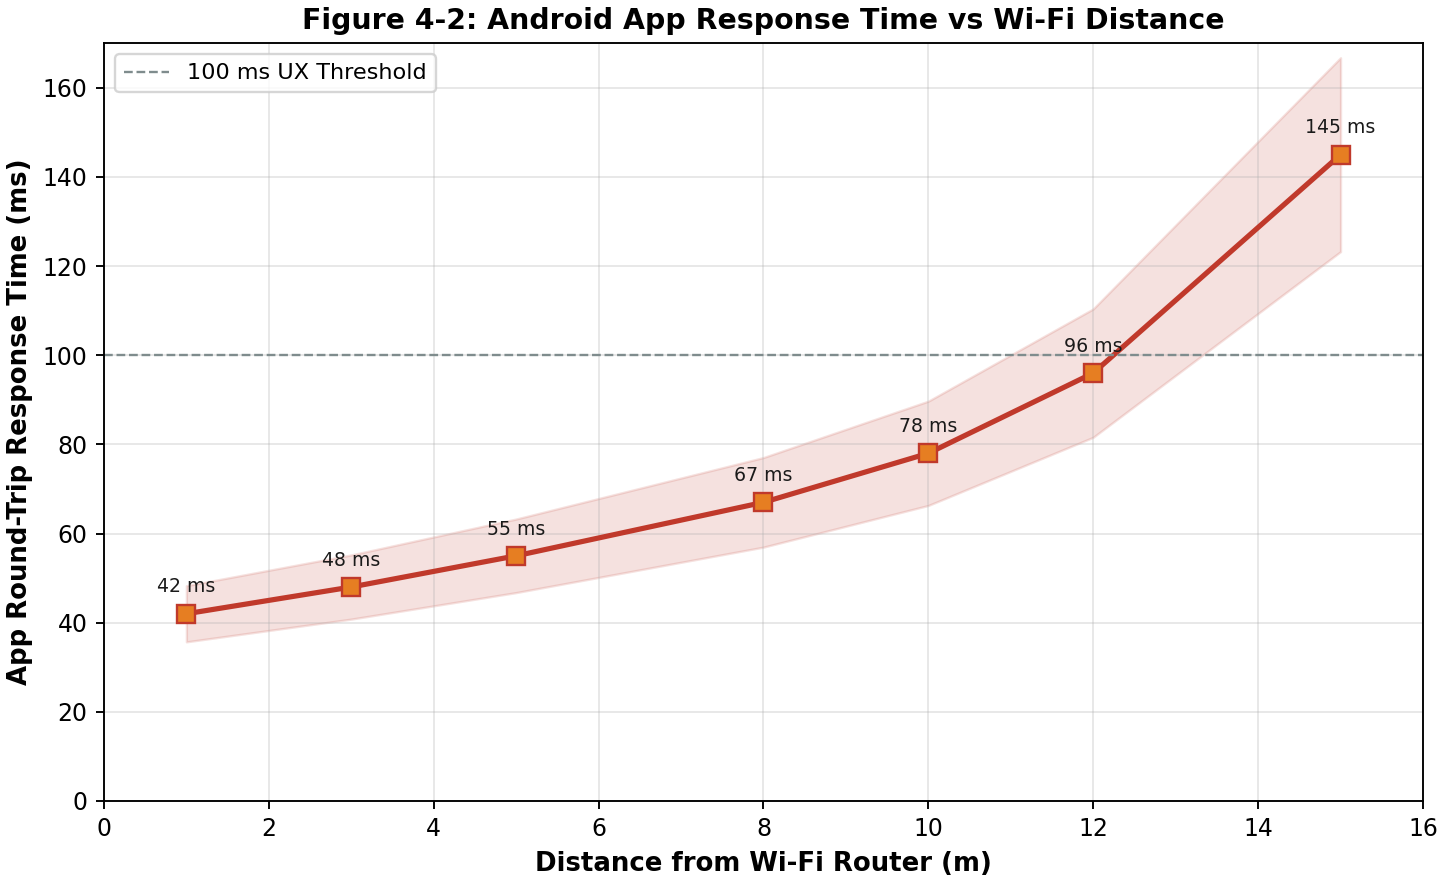 Figure 4-2: Android App Response Time vs Wi-Fi Distance
100 ms UX Threshold
App Round-Trip Response Time (ms)
160
140
120
100
80
60
40
20
0
145 ms
96 ms
78 ms
67 ms
55 ms
48 ms
42 ms
0 2 4 6 8 10 12 14 16
Distance from Wi-Fi Router (m)